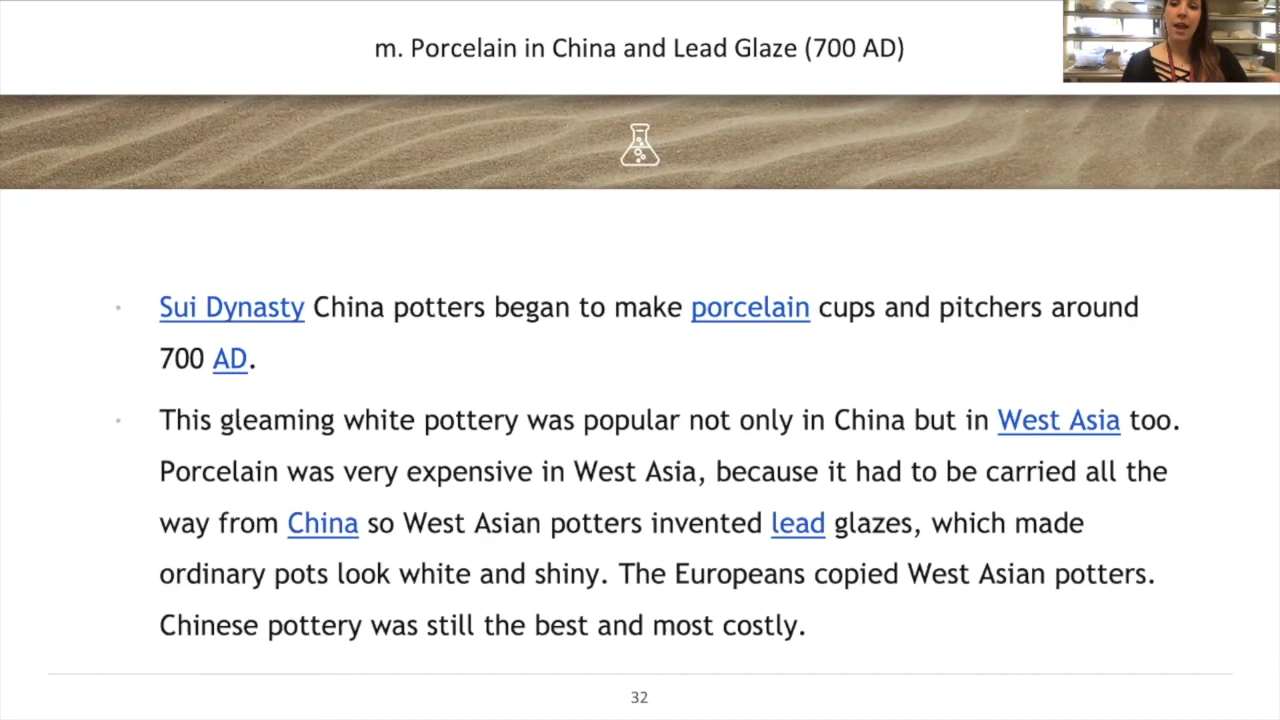 m. Porcelain in China and Lead Glaze (700 AD)
Sui Dynasty China potters began to make porcelain cups and pitchers around
700 AD.
This gleaming white pottery was popular not only in China but in West Asia too.
Porcelain was very expensive in West Asia, because it had to be carried all the
way from China so West Asian potters invented lead glazes, which made
ordinary pots look white and shiny. The Europeans copied West Asian potters.
Chinese pottery was still the best and most costly.
32